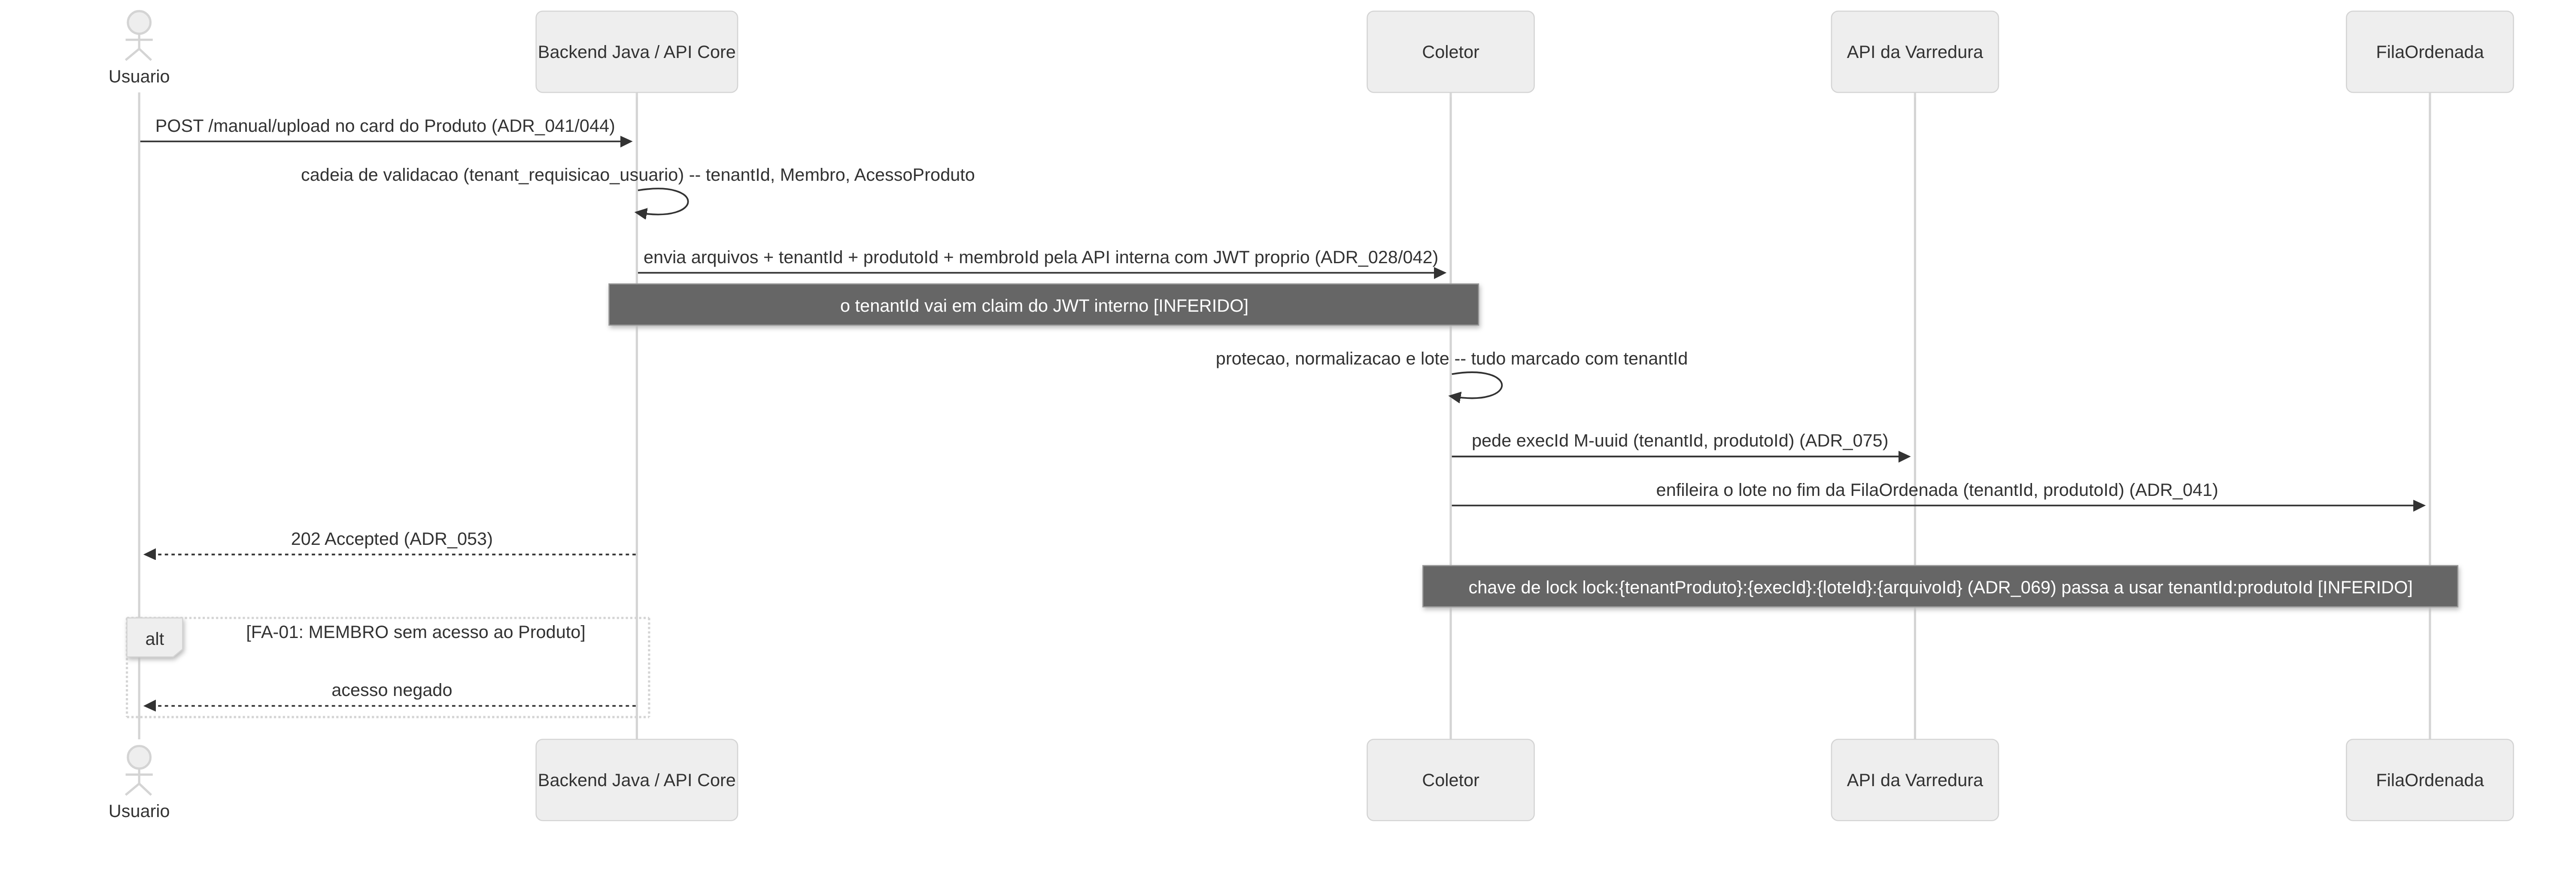 Usuario
Backend Java / API Core
Coletor
API da Varredura
FilaOrdenada
POST /manual/upload no card do Produto (ADR_041/044)
cadeia de validacao (tenant_requisicao_usuario) -- tenantId, Membro, AcessoProduto
envia arquivos + tenantId + produtoId + membroId pela API interna com JWT proprio (ADR_028/042)
o tenantId vai em claim do JWT interno [INFERIDO]
protecao, normalizacao e lote -- tudo marcado com tenantId
pede execId M-uuid (tenantId, produtoId) (ADR_075)
enfileira o lote no fim da FilaOrdenada (tenantId, produtoId) (ADR_041)
202 Accepted (ADR_053)
chave de lock lock:{tenantProduto}:{execId}:{loteId}:{arquivoId} (ADR_069) passa a usar tenantId:produtoId [INFERIDO]
alt
[FA-01: MEMBRO sem acesso ao Produto]
acesso negado
Usuario
Backend Java / API Core
Coletor
API da Varredura
FilaOrdenada